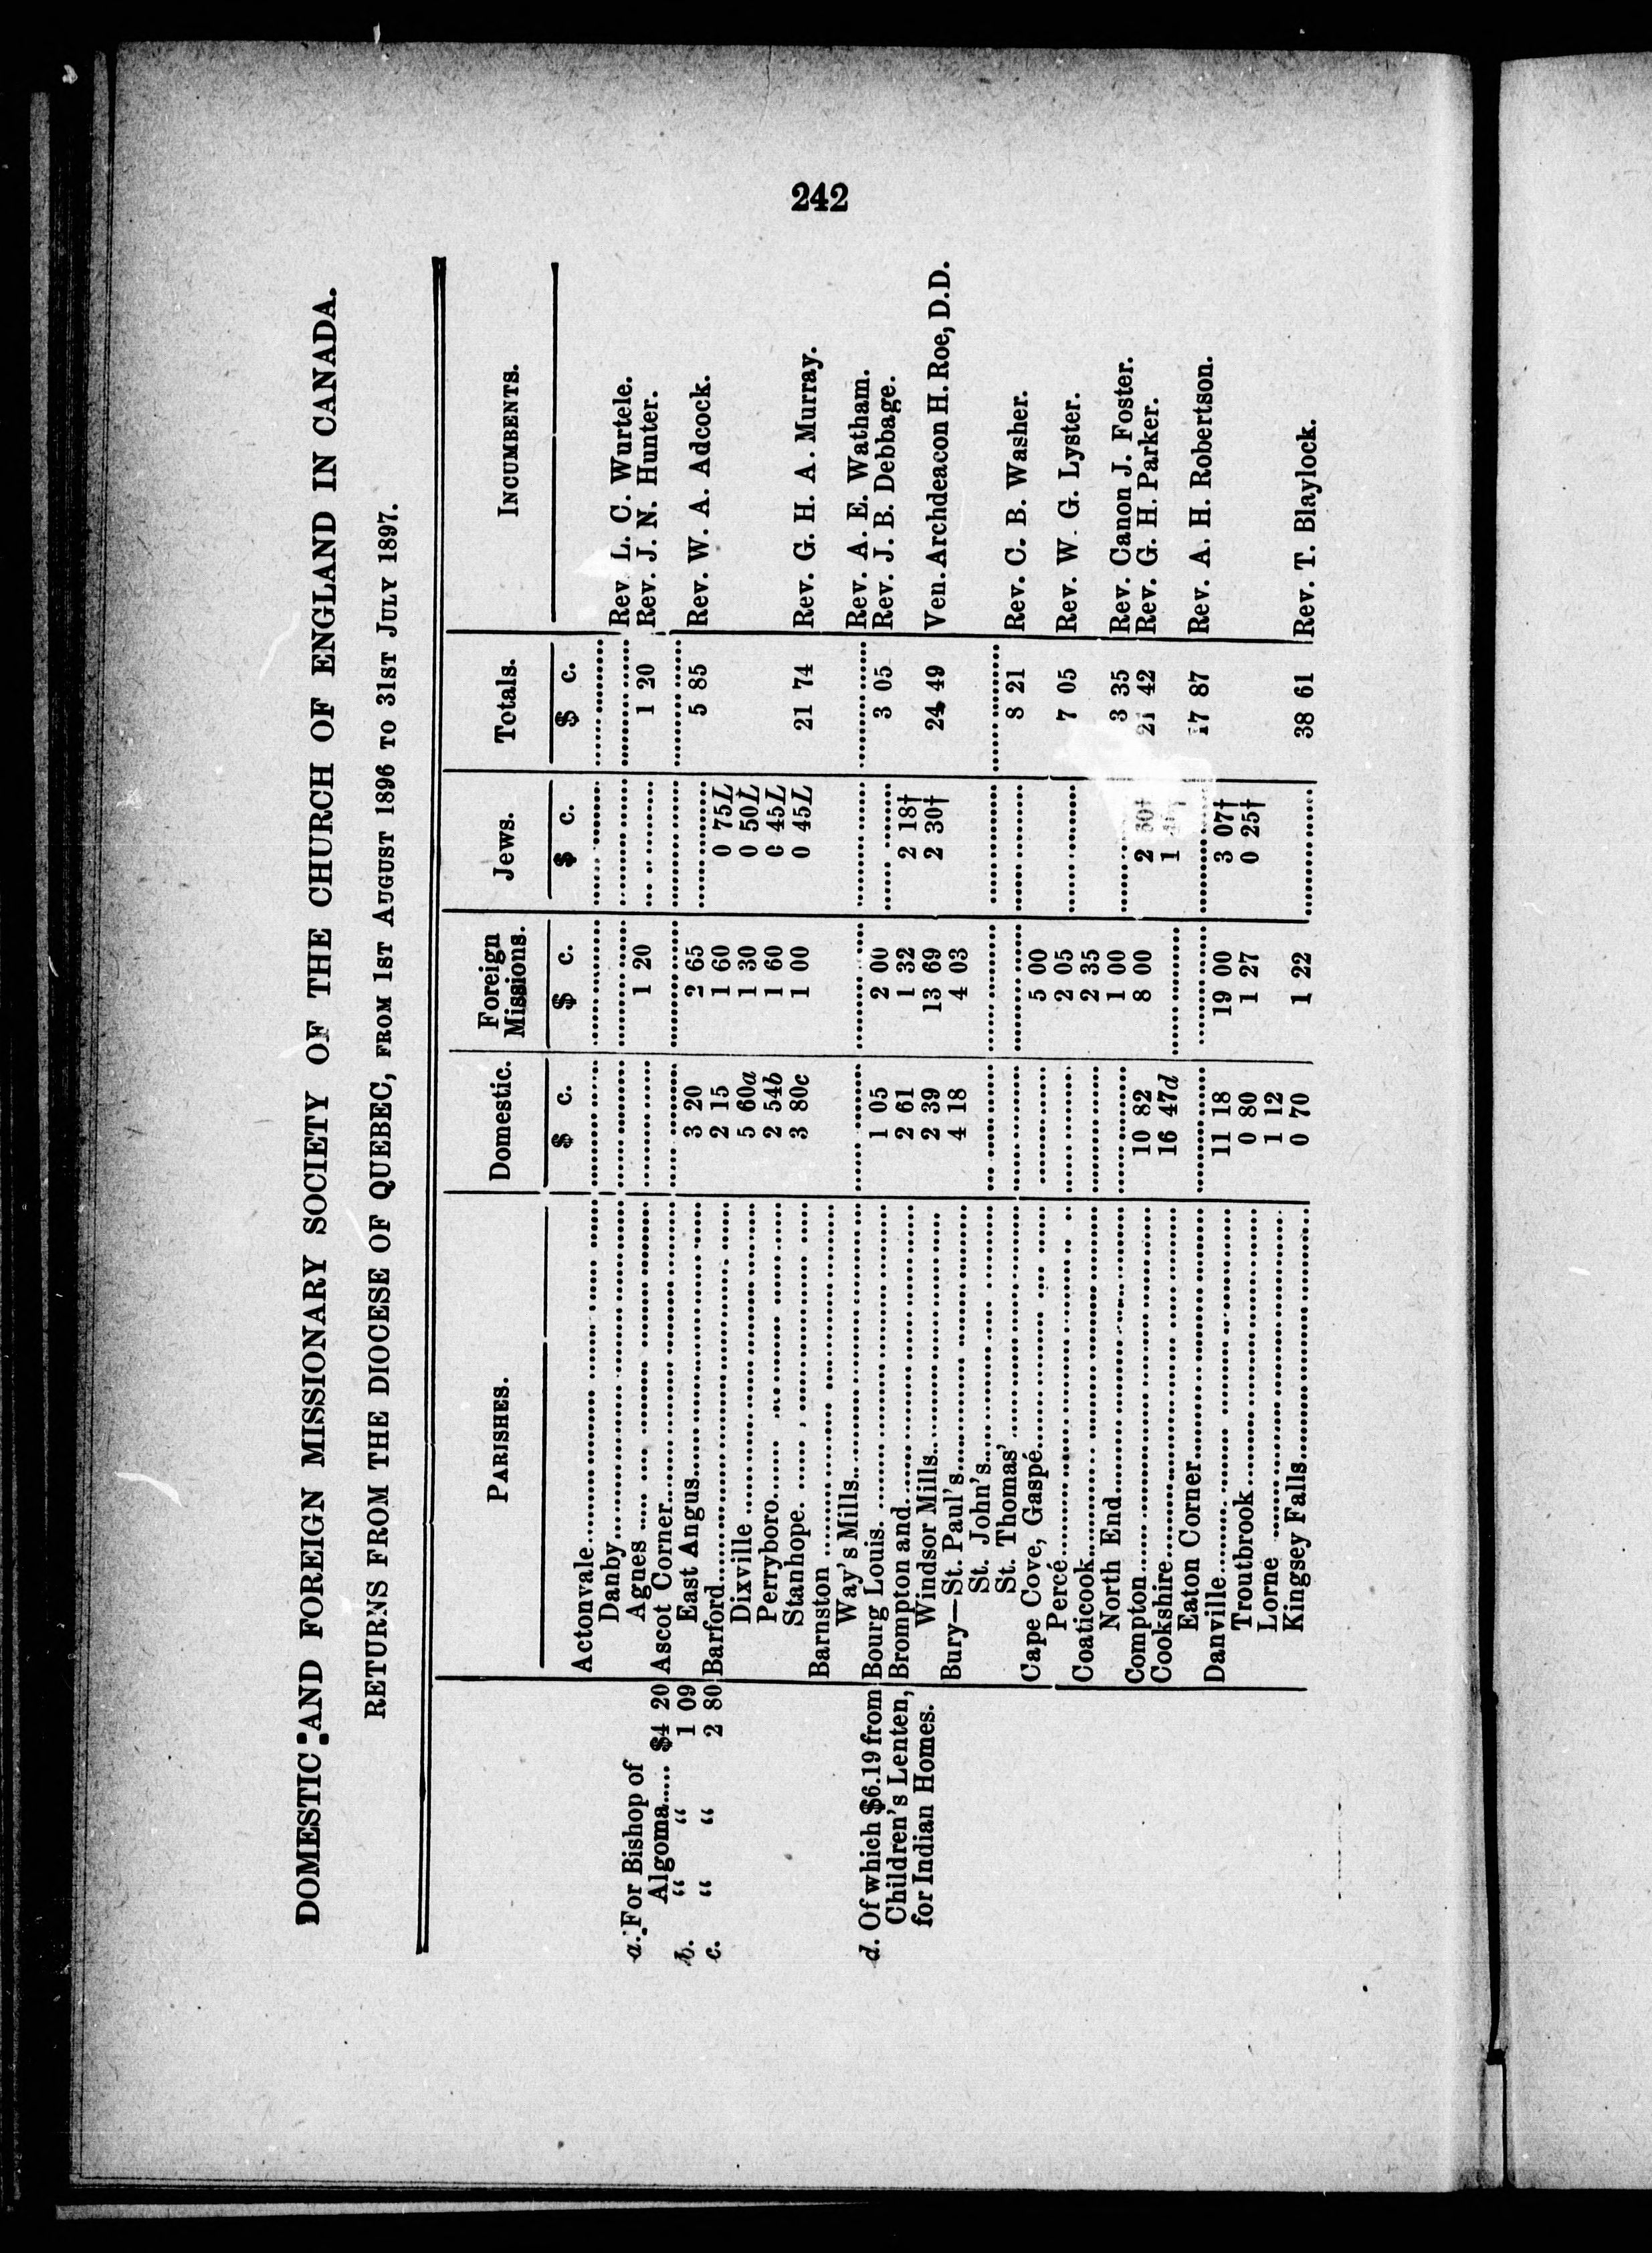 242
DOMESTIC AND FOREIGN MISSIONARY SOCIETY OF THE CHURCH OF ENGLAND IN CANADA.
RETURNS FROM THE DIOCESE OF QUEBEC, FROM 1ST AUGUST 1896 TO 31ST JULY 1897.
PARISHES. Domestic. Foreign Missions. Jews. Totals. INCUMBENTS.
$ c. $ c. $ c. $ c.
Actonvale
Danby Rev. L. C. Wurtele.
Agnes 1 20 1 20 Rev. J. N. Hunter.
Ascot Corner
East Angus 3 20 2 65 5 85 Rev. W. A. Adcock.
Barford 2 15 1 60 0 75L
Dixville 5 60a 1 30 0 50L
Perryboro 2 54b 1 60 0 45L
Stanhope 3 80c 1 00 0 45L 21 74 Rev. G. H. A. Murray.
Barnston
Way's Mills Rev. A. E. Watham.
Bourg Louis 1 05 2 00 3 05 Rev. J. B. Debbage.
Brompton and 2 61 1 32 2 18†
Windsor Mills 2 39 13 69 2 30† 24 49 Ven. Archdeacon H. Roe, D.D.
Bury—St. Paul's 4 18 4 03
St. John's
St. Thomas' 8 21 Rev. C. B. Washer.
Cape Cove, Gaspé 5 00
Percé 2 05 7 05 Rev. W. G. Lyster.
Coaticook 2 35
North End 1 00 3 35 Rev. Canon J. Foster.
Compton 10 82 8 00 2 21 42 Rev. G. H. Parker.
Cookshire 16 47d 1
Eaton Corner 17 87 Rev. A. H. Robertson.
Danville 11 18 19 00 3 07†
Troutbrook 0 80 1 27 0 25†
Lorne 1 12
Kingsey Falls 0 70 1 22 38 61 Rev. T. Blaylock.
a. For Bishop of
Algoma..... $4 20
b. " " 1 09
c. " " 2 80
d. Of which $6.19 from
Children's Lenten,
for Indian Homes.